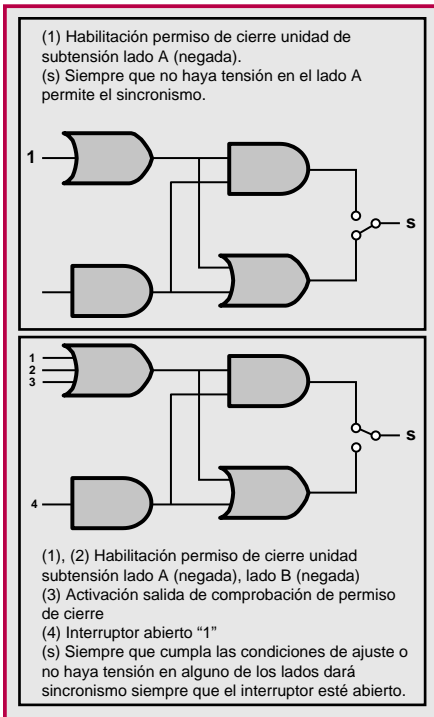 (1) Habilitación permiso de cierre unidad de
subtensión lado A (negada).
(s) Siempre que no haya tensión en el lado A
permite el sincronismo.
1
s
1
2
3
s
4
(1), (2) Habilitación permiso de cierre unidad
subtensión lado A (negada), lado B (negada)
(3) Activación salida de comprobación de permiso
de cierre
(4) Interruptor abierto “1”
(s) Siempre que cumpla las condiciones de ajuste o
no haya tensión en alguno de los lados dará
sincronismo siempre que el interruptor esté abierto.